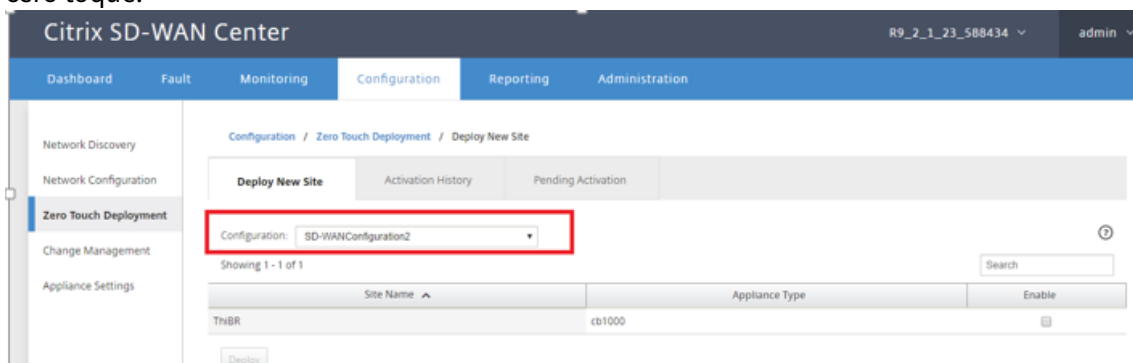 cero toque.
Citrix SD-WAN Center
R9_2_1_23_588434
admin
Dashboard Fault Monitoring Configuration Reporting Administration
Network Discovery
Network Configuration
Zero Touch Deployment
Change Management
Appliance Settings
Configuration / Zero Touch Deployment / Deploy New Site
Deploy New Site Activation History Pending Activation
Configuration: SD-WANConfiguration2
Showing 1 - 1 of 1
Search
Site Name Appliance Type Enable
ThiBR cb1000
Deploy